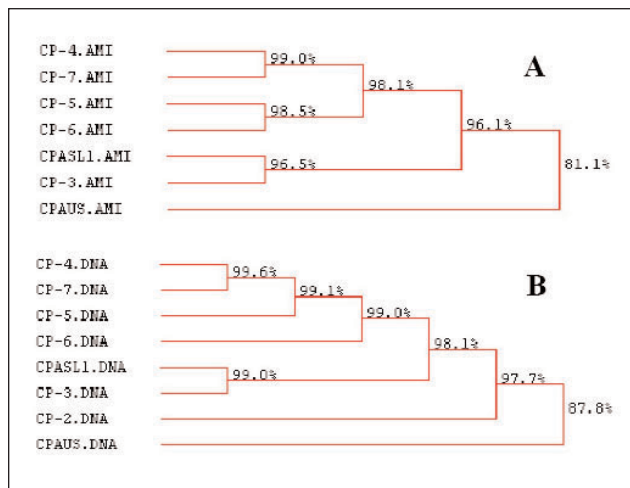 CP-4.AMI
99.0%
CP-7.AMI
98.1%
A
CP-5.AMI
98.5%
CP-6.AMI
96.1%
CPASL1.AMI
96.5%
81.1%
CP-3.AMI
CPAUS.AMI
CP-4.DNA
99.6%
CP-7.DNA
99.1%
B
CP-5.DNA
99.0%
CP-6.DNA
98.1%
CPASL1.DNA
99.0%
97.7%
CP-3.DNA
87.8%
CP-2.DNA
CPAUS.DNA